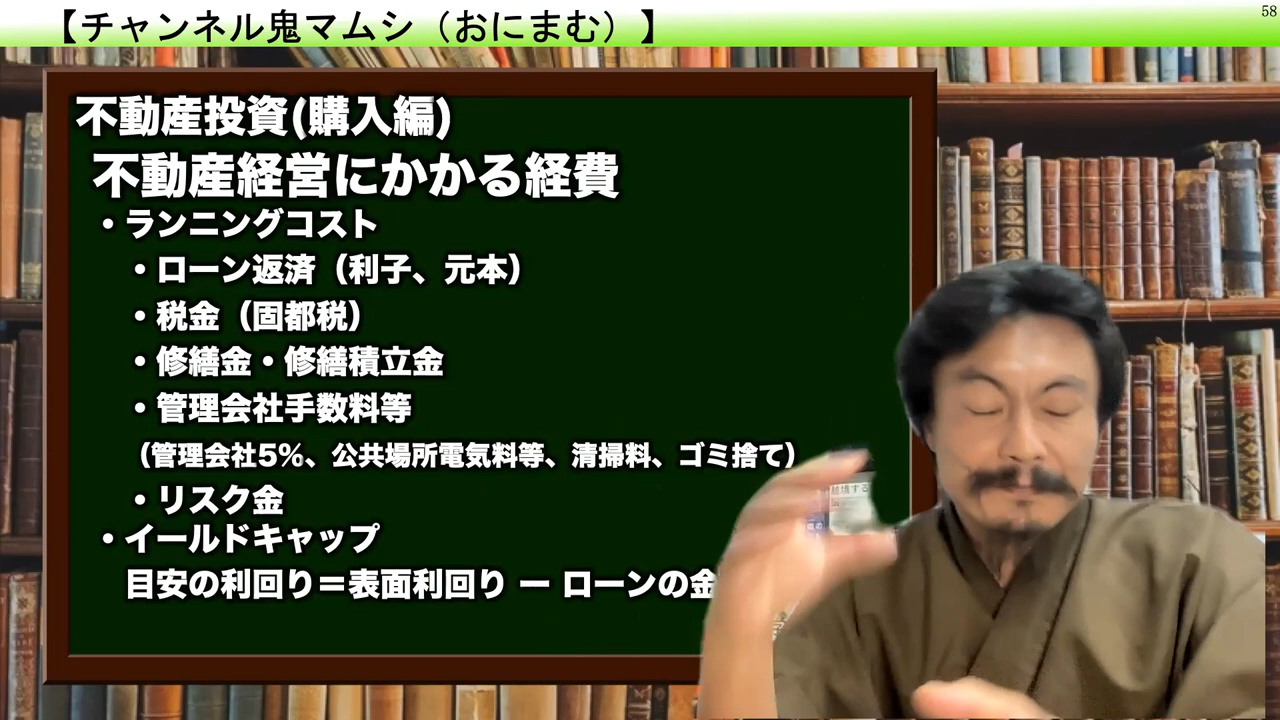 【チャンネル鬼マムシ（おにまむ）】
58
不動産投資(購入編)
不動産経営にかかる経費
・ランニングコスト
・ローン返済（利子、元本）
・税金（固都税）
・修繕金・修繕積立金
・管理会社手数料等
（管理会社5%、公共場所電気料等、清掃料、ゴミ捨て）
・リスク金
・イールドキャップ
目安の利回り＝表面利回り ー ローンの金